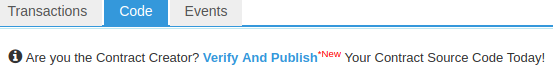 Transactions Code Events
Are you the Contract Creator? Verify And Publish*New Your Contract Source Code Today!